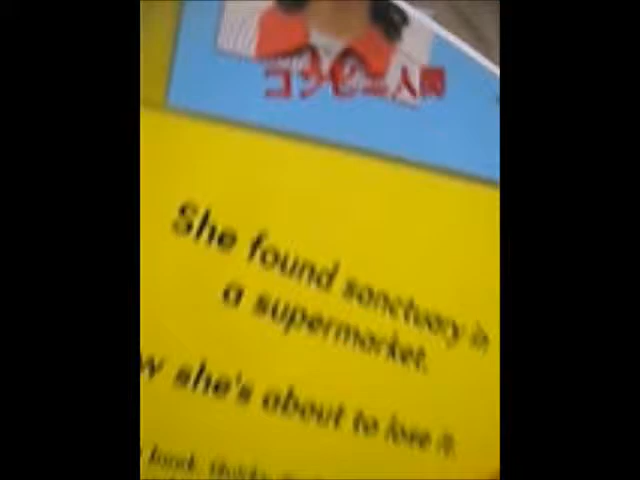 コンビニ人間
She found sanctuary in
a supermarket.
w she's about to lose it.